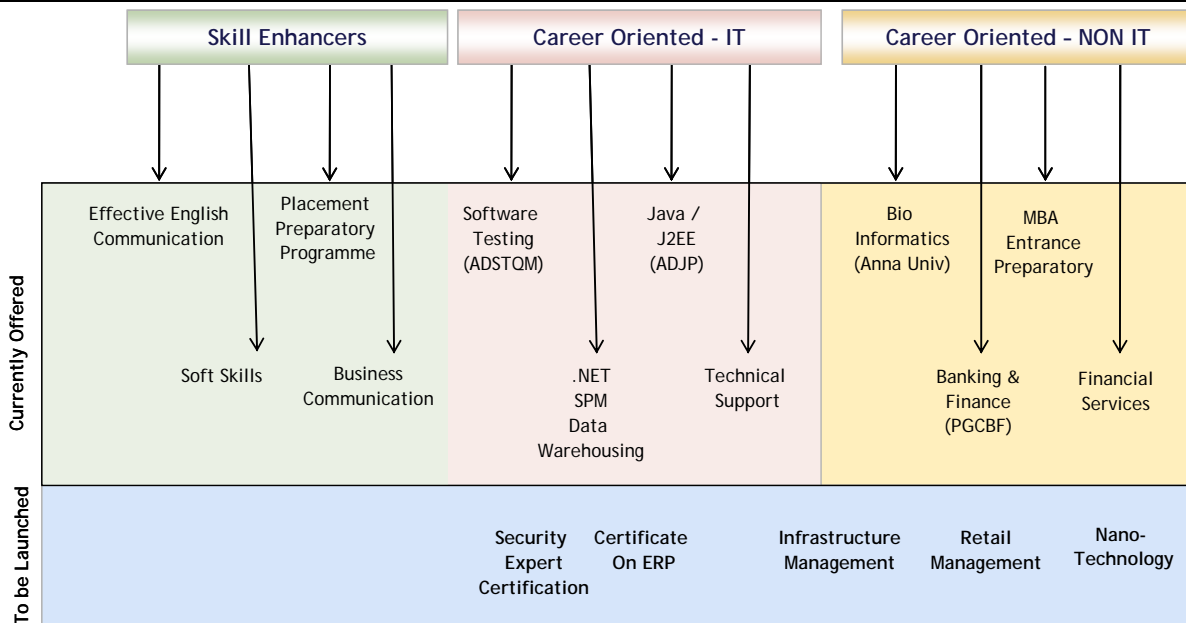 Skill Enhancers
Career Oriented - IT
Career Oriented – NON IT
Currently Offered
Effective English
Communication
Placement
Preparatory
Programme
Software
Testing
(ADSTQM)
Java /
J2EE
(ADJP)
Bio
Informatics
(Anna Univ)
MBA
Entrance
Preparatory
Soft Skills
Business
Communication
.NET
SPM
Data
Warehousing
Technical
Support
Banking &
Finance
(PGCBF)
Financial
Services
To be Launched
Security
Expert
Certification
Certificate
On ERP
Infrastructure
Management
Retail
Management
Nano-
Technology